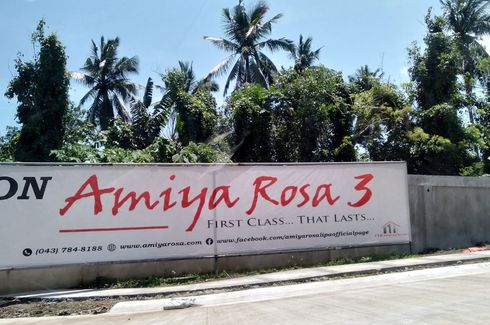 ON Amiya Rosa 3
FIRST CLASS... THAT LASTS...
(043) 784-8188 www.amiyarosa.com www.facebook.com/amiyarosalipaofficialpage